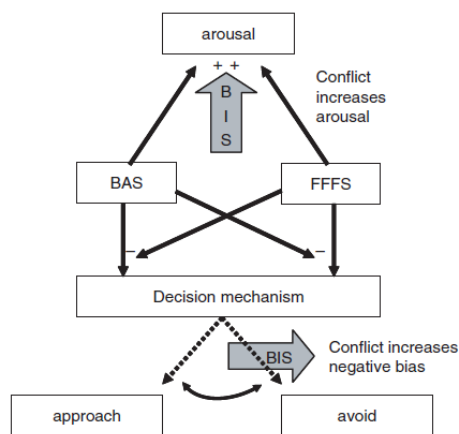 arousal
+ +
B
I
S
Conflict
increases
arousal
BAS
FFFS
–
–
Decision mechanism
BIS
Conflict increases
negative bias
approach
avoid